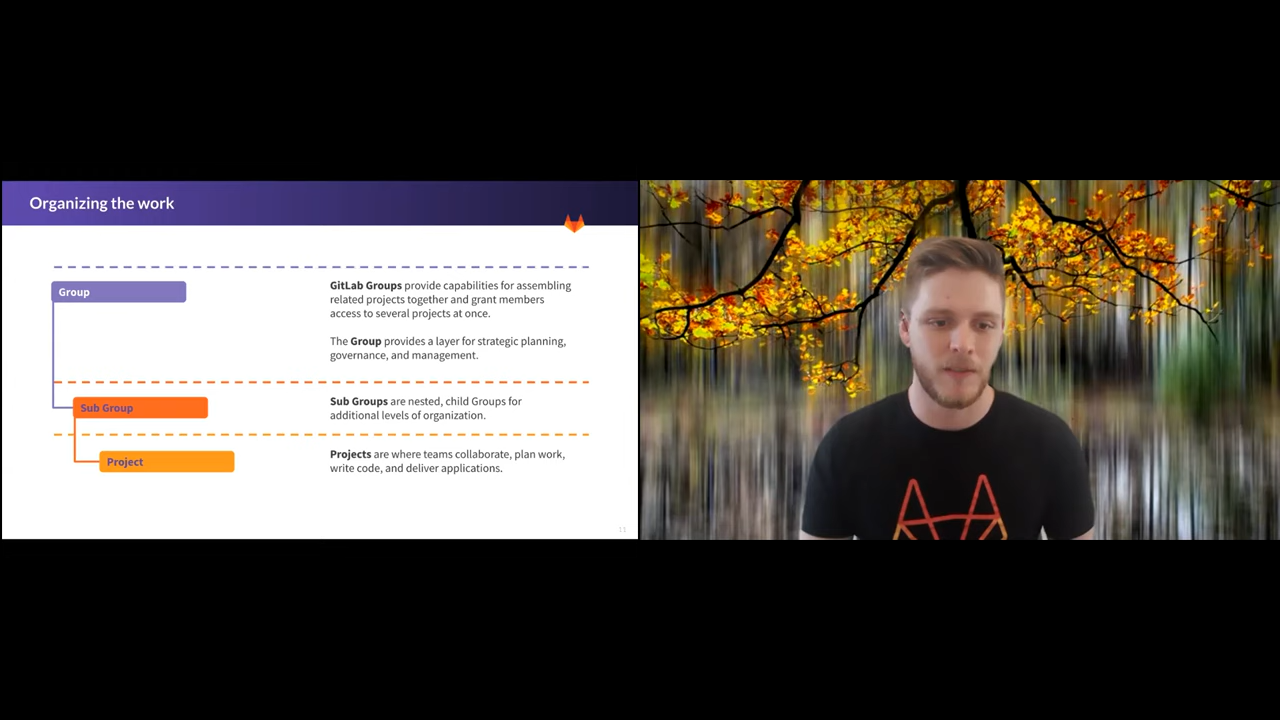 Organizing the work
Group
GitLab Groups provide capabilities for assembling
related projects together and grant members
access to several projects at once.
The Group provides a layer for strategic planning,
governance, and management.
Sub Group
Sub Groups are nested, child Groups for
additional levels of organization.
Project
Projects are where teams collaborate, plan work,
write code, and deliver applications.
11